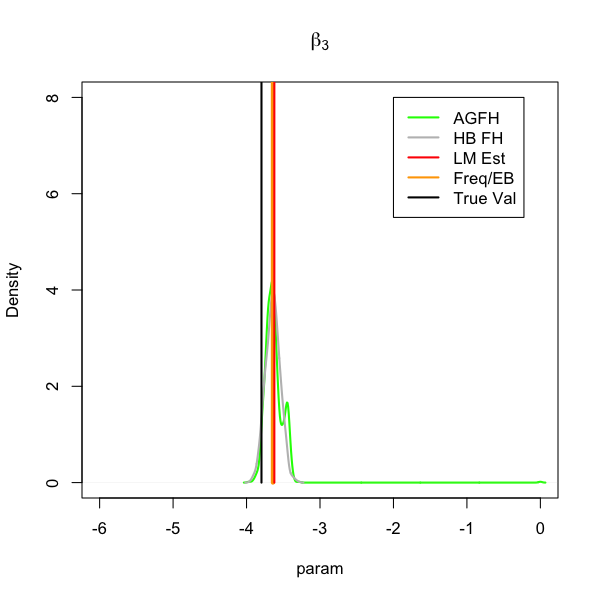 β3
Density
8
6
4
2
0
AGFH
HB FH
LM Est
Freq/EB
True Val
-6 -5 -4 -3 -2 -1 0
param